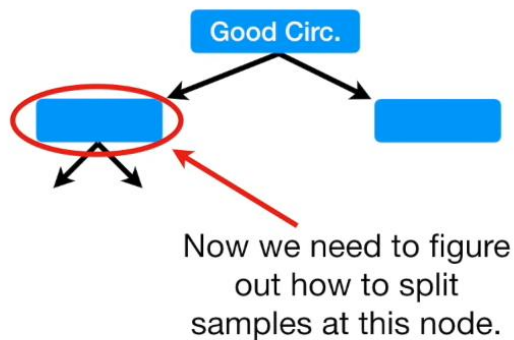 Good Circ.
Now we need to figure
out how to split
samples at this node.